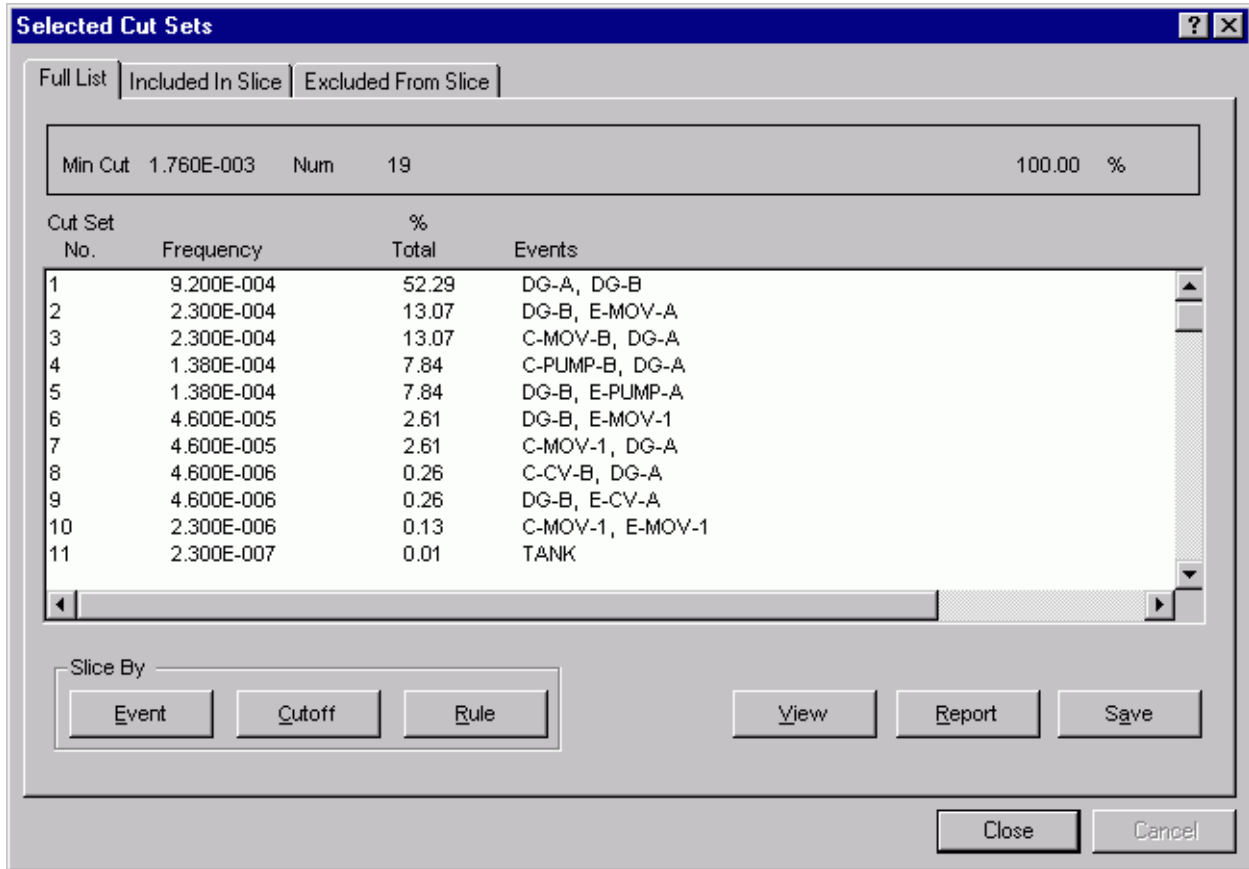 Selected Cut Sets
Full List Included In Slice Excluded From Slice
Min Cut 1.760E-003 Num 19 100.00 %
Cut Set %
No. Frequency Total Events
1 9.200E-004 52.29 DG-A, DG-B
2 2.300E-004 13.07 DG-B, E-MOV-A
3 2.300E-004 13.07 C-MOV-B, DG-A
4 1.380E-004 7.84 C-PUMP-B, DG-A
5 1.380E-004 7.84 DG-B, E-PUMP-A
6 4.600E-005 2.61 DG-B, E-MOV-1
7 4.600E-005 2.61 C-MOV-1, DG-A
8 4.600E-006 0.26 C-CV-B, DG-A
9 4.600E-006 0.26 DG-B, E-CV-A
10 2.300E-006 0.13 C-MOV-1, E-MOV-1
11 2.300E-007 0.01 TANK
Slice By
Event Cutoff Rule View Report Save
Close Cancel